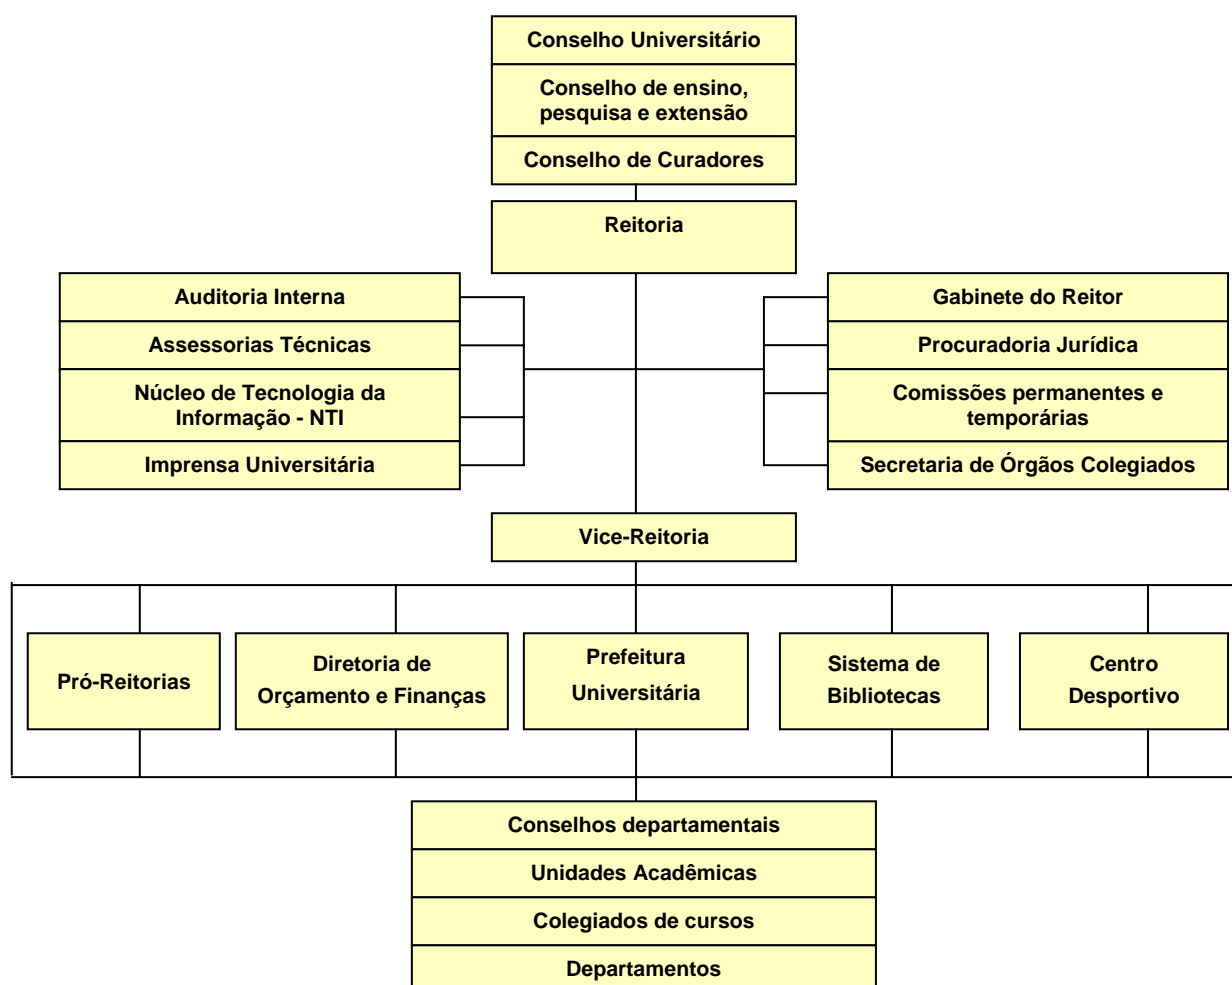 Conselho Universitário
Conselho de ensino,
pesquisa e extensão
Conselho de Curadores
Reitoria
Auditoria Interna
Assessorias Técnicas
Núcleo de Tecnologia da
Informação - NTI
Imprensa Universitária
Gabinete do Reitor
Procuradoria Jurídica
Comissões permanentes e
temporárias
Secretaria de Órgãos Colegiados
Vice-Reitoria
Pró-Reitorias
Diretoria de
Orçamento e Finanças
Prefeitura
Universitária
Sistema de
Bibliotecas
Centro
Desportivo
Conselhos departamentais
Unidades Acadêmicas
Colegiados de cursos
Departamentos